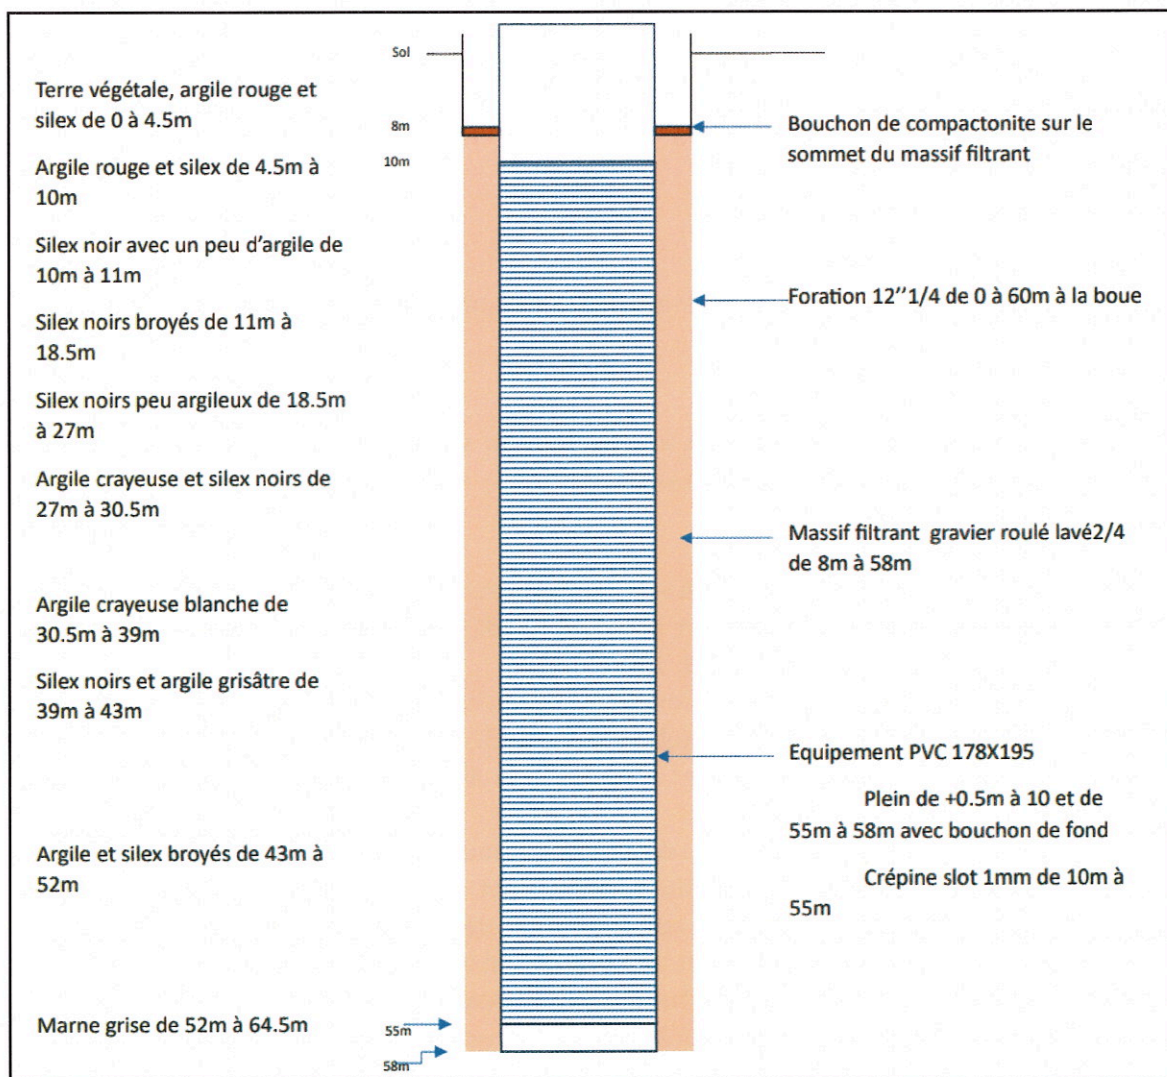 Terre végétale, argile rouge et
silex de 0 à 4.5m
Argile rouge et silex de 4.5m à
10m
Silex noir avec un peu d'argile de
10m à 11m
Silex noirs broyés de 11m à
18.5m
Silex noirs peu argileux de 18.5m
à 27m
Argile crayeuse et silex noirs de
27m à 30.5m
Argile crayeuse blanche de
30.5m à 39m
Silex noirs et argile grisâtre de
39m à 43m
Argile et silex broyés de 43m à
52m
Marne grise de 52m à 64.5m
Sol
8m
10m
55m
58m
Bouchon de compactonite sur le
sommet du massif filtrant
Foration 12’’1/4 de 0 à 60m à la boue
Massif filtrant gravier roulé lavé2/4
de 8m à 58m
Equipement PVC 178X195
Plein de +0.5m à 10 et de
55m à 58m avec bouchon de fond
Crépine slot 1mm de 10m à
55m